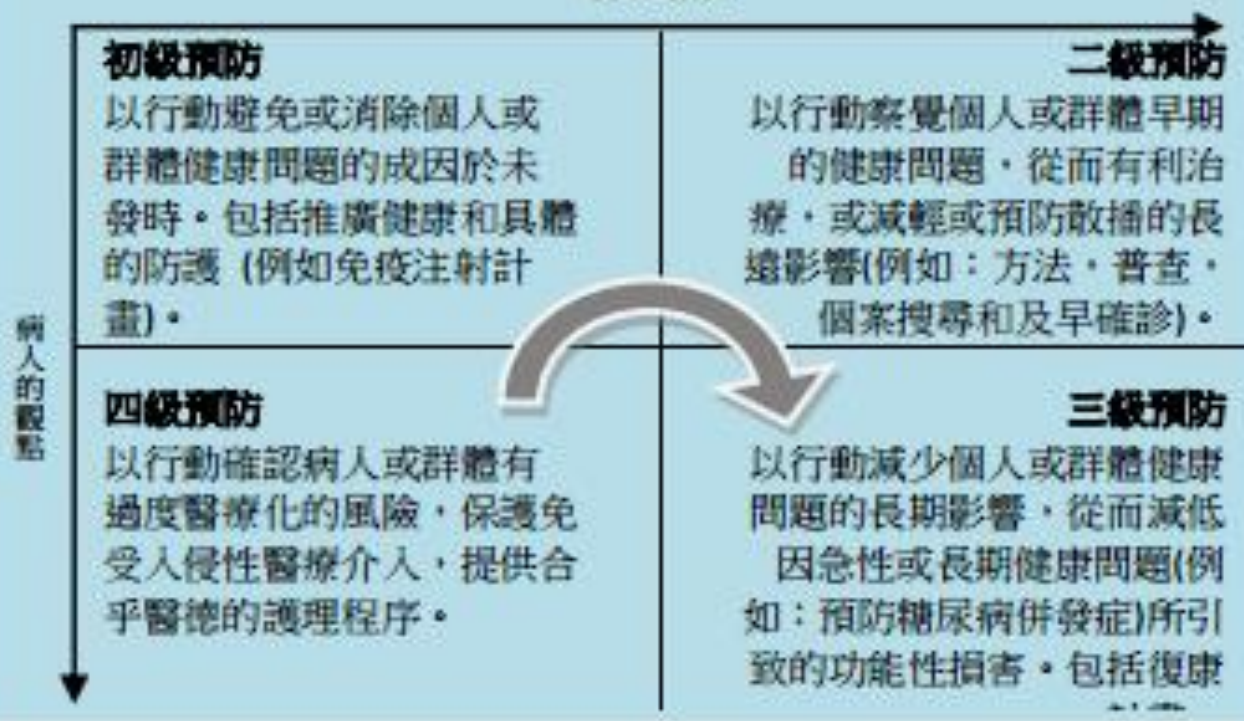 初級預防
以行動避免或消除個人或
群體健康問題的成因於未
發時。包括推廣健康和具體
的防護 (例如免疫注射計
畫)。
二級預防
以行動察覺個人或群體早期
的健康問題，從而有利治
療，或減輕或預防散播的長
遠影響(例如：方法，普查，
個案搜尋和及早確診)。
病人的觀點
四級預防
以行動確認病人或群體有
過度醫療化的風險，保護免
受入侵性醫療介入，提供合
乎醫德的護理程序。
三級預防
以行動減少個人或群體健康
問題的長期影響，從而減低
因急性或長期健康問題(例
如：預防糖尿病併發症)所引
致的功能性損害。包括復康